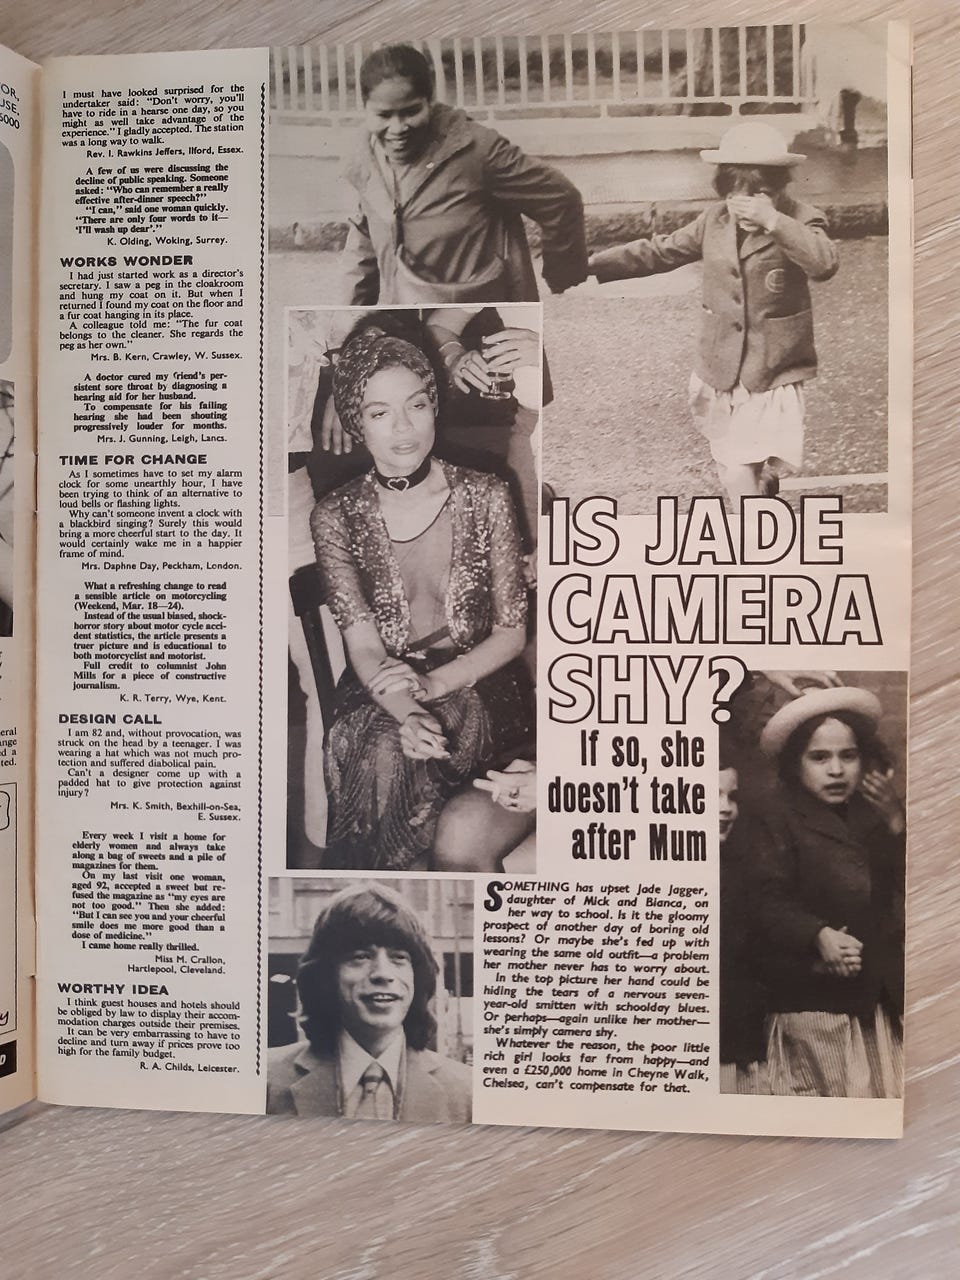 OR,
USE,
5000
eral
ange
d a
ted.
I must have looked surprised for the
undertaker said: “Don’t worry, you’ll
have to ride in a hearse one day, so you
might as well take advantage of the
experience.” I gladly accepted. The station
was a long way to walk.
Rev. I. Rawkins Jeffers, Ilford, Essex.
A few of us were discussing the
decline of public speaking. Someone
asked: “Who can remember a really
effective after-dinner speech?”
“I can,” said one woman quickly.
“There are only four words to it—
‘I’ll wash up dear’.”
K. Olding, Woking, Surrey.
WORKS WONDER
I had just started work as a director’s
secretary. I saw a peg in the cloakroom
and hung my coat on it. But when I
returned I found my coat on the floor and
a fur coat hanging in its place.
A colleague told me: “The fur coat
belongs to the cleaner. She regards the
peg as her own.”
Mrs. B. Kern, Crawley, W. Sussex.
A doctor cured my friend’s per-
sistent sore throat by diagnosing a
hearing aid for her husband.
To compensate for his failing
hearing she had been shouting
progressively louder for months.
Mrs. J. Gunning, Leigh, Lancs.
TIME FOR CHANGE
As I sometimes have to set my alarm
clock for some unearthly hour, I have
been trying to think of an alternative to
loud bells or flashing lights.
Why can’t someone invent a clock with
a blackbird singing? Surely this would
bring a more cheerful start to the day. It
would certainly wake me in a happier
frame of mind.
Mrs. Daphne Day, Peckham, London.
What a refreshing change to read
a sensible article on motorcycling
(Weekend, Mar. 18—24).
Instead of the usual biased, shock-
horror story about motor cycle acci-
dent statistics, the article presents a
truer picture and is educational to
both motorcyclist and motorist.
Full credit to columnist John
Mills for a piece of constructive
journalism.
K. R. Terry, Wye, Kent.
DESIGN CALL
I am 82 and, without provocation, was
struck on the head by a teenager. I was
wearing a hat which was not much pro-
tection and suffered diabolical pain.
Can’t a designer come up with a
padded hat to give protection against
injury?
Mrs. K. Smith, Bexhill-on-Sea,
E. Sussex.
Every week I visit a home for
elderly women and always take
along a bag of sweets and a pile of
magazines for them.
On my last visit one woman,
aged 92, accepted a sweet but re-
fused the magazine as “my eyes are
not too good.” Then she added:
“But I can see you and your cheerful
smile does me more good than a
dose of medicine.”
I came home really thrilled.
Miss M. Crallon,
Hartlepool, Cleveland.
WORTHY IDEA
I think guest houses and hotels should
be obliged by law to display their accom-
modation charges outside their premises.
It can be very embarrassing to have to
decline and turn away if prices prove too
high for the family budget.
R. A. Childs, Leicester.
IS JADE
CAMERA
SHY?
If so, she
doesn’t take
after Mum
SOMETHING has upset Jade Jagger,
daughter of Mick and Bianca, on
her way to school. Is it the gloomy
prospect of another day of boring old
lessons? Or maybe she’s fed up with
wearing the same old outfit—a problem
her mother never has to worry about.
In the top picture her hand could be
hiding the tears of a nervous seven-
year-old smitten with schoolday blues.
Or perhaps—again unlike her mother—
she’s simply camera shy.
Whatever the reason, the poor little
rich girl looks far from happy—and
even a £250,000 home in Cheyne Walk,
Chelsea, can’t compensate for that.